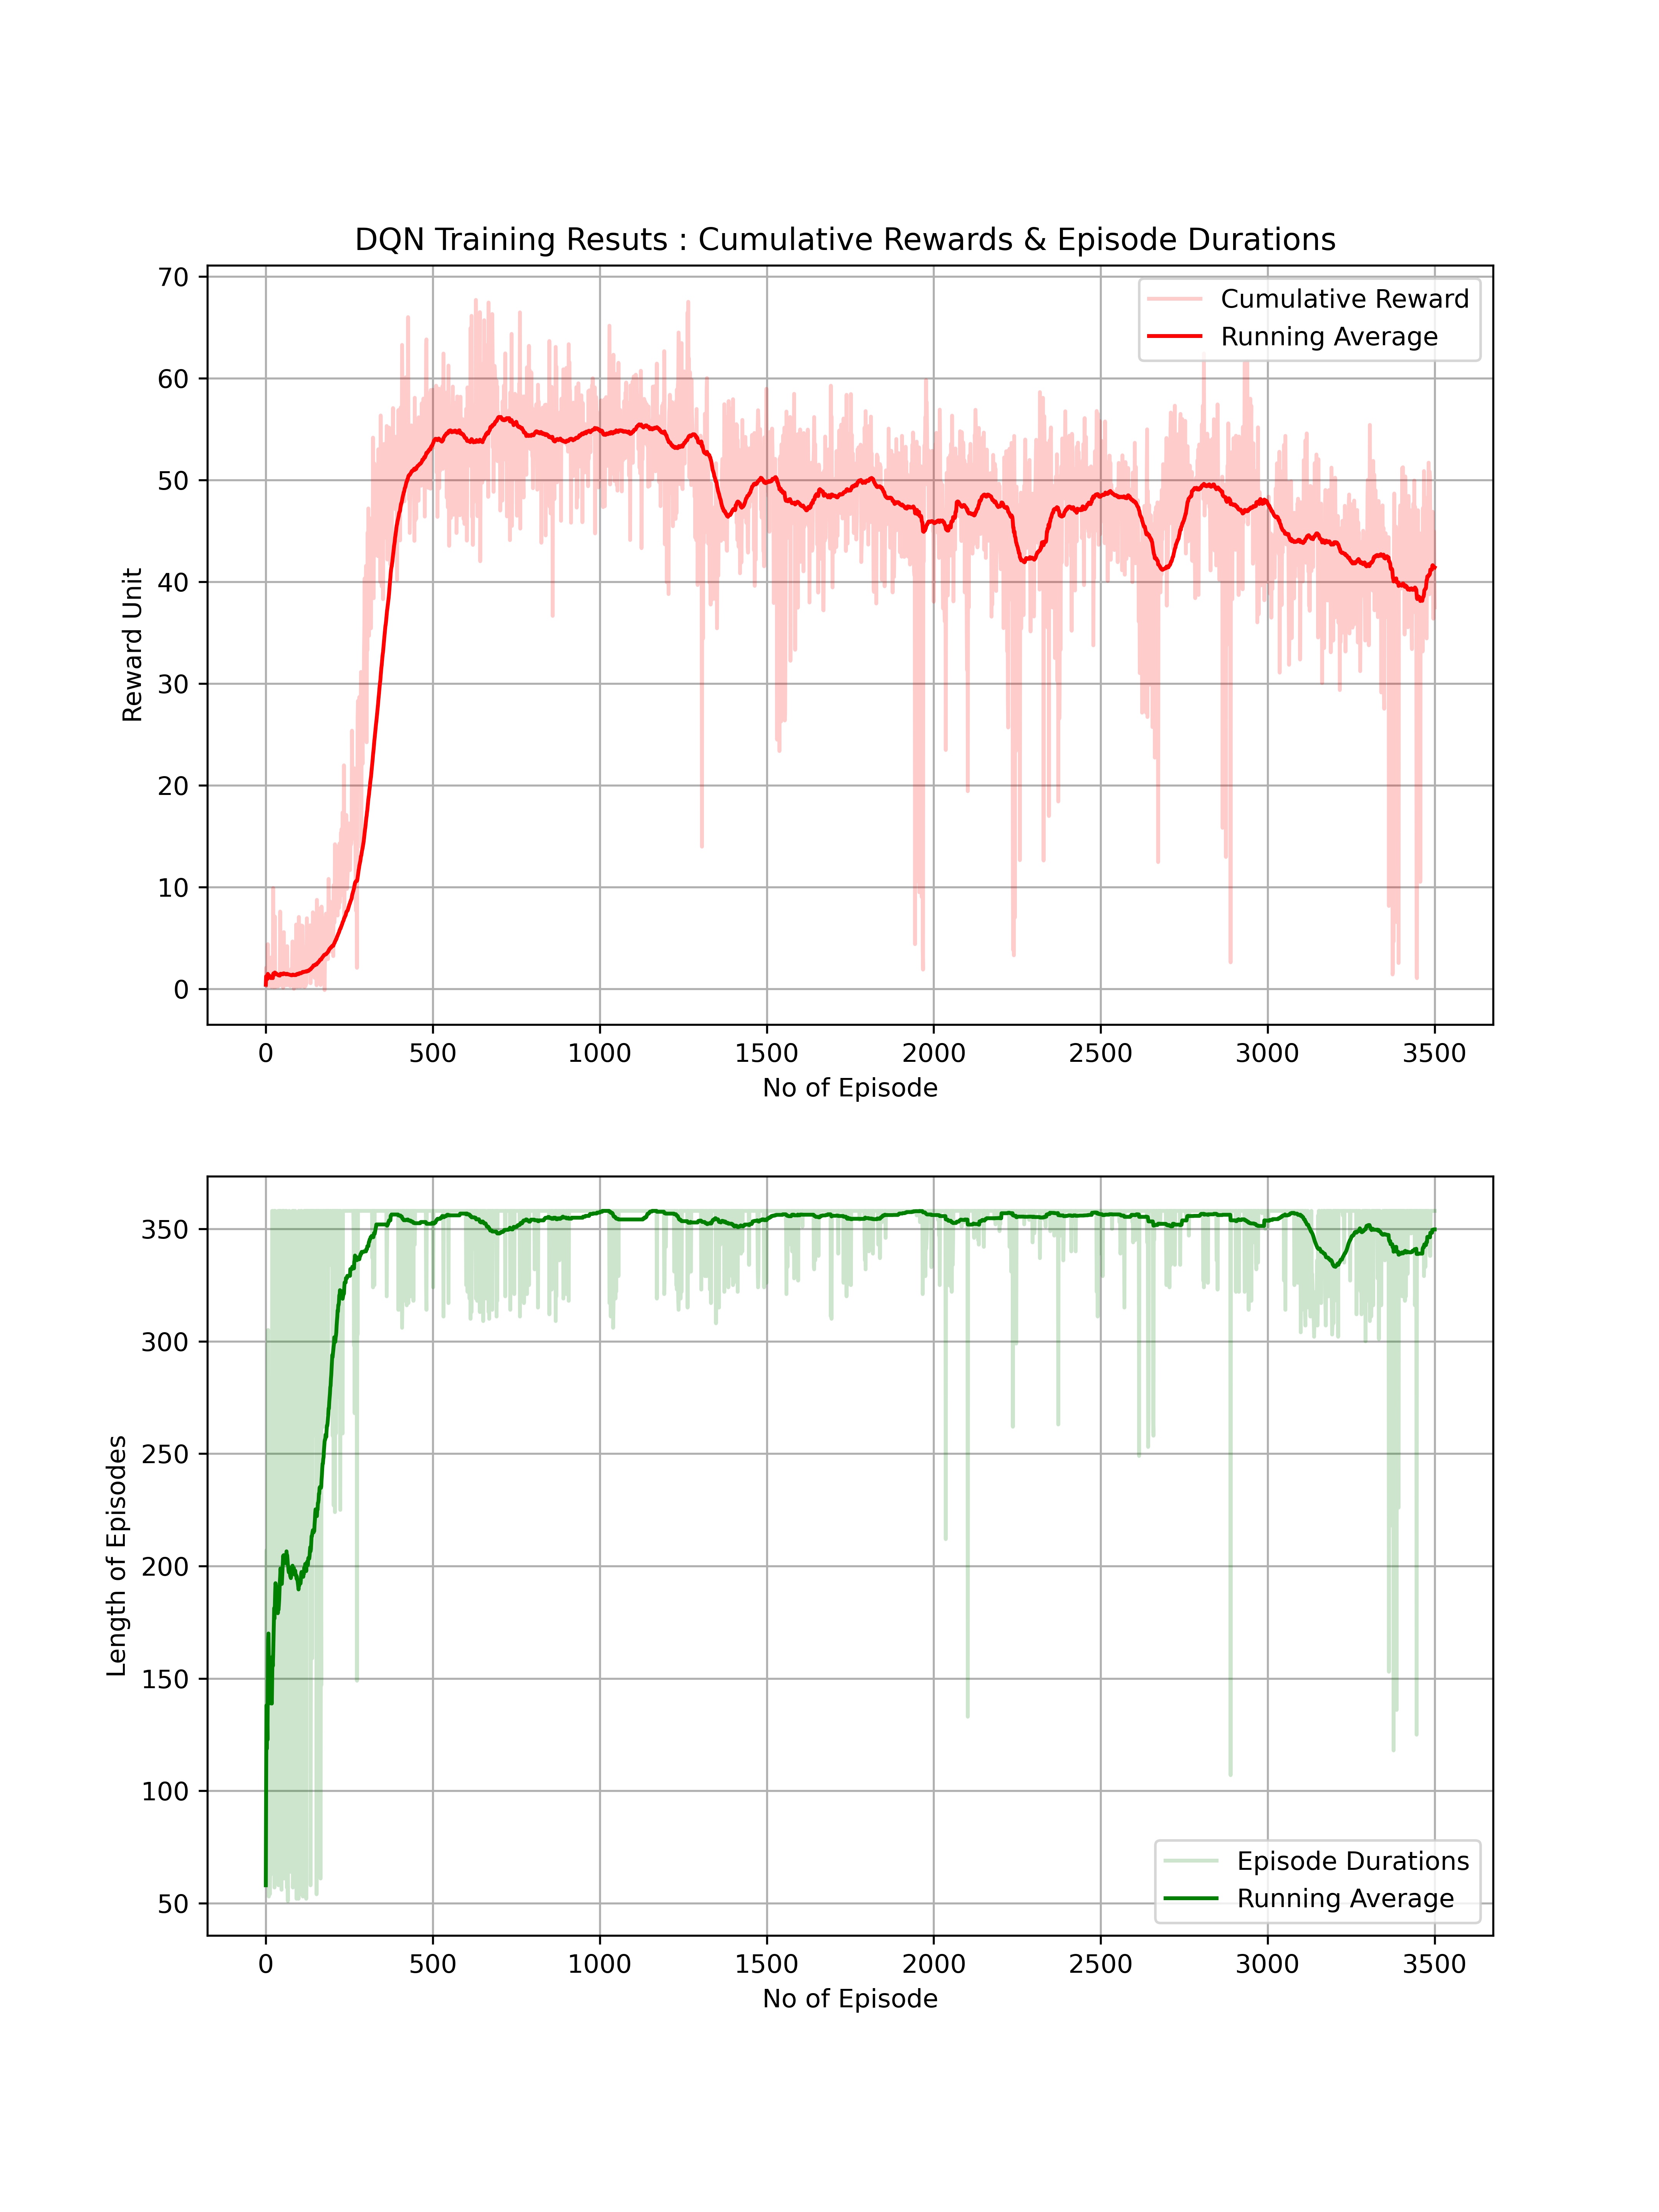 DQN Training Resuts : Cumulative Rewards & Episode Durations
70
60
50
40
30
20
10
0
Reward Unit
Cumulative Reward
Running Average
0 500 1000 1500 2000 2500 3000 3500
No of Episode
350
300
250
200
150
100
50
Length of Episodes
Episode Durations
Running Average
0 500 1000 1500 2000 2500 3000 3500
No of Episode